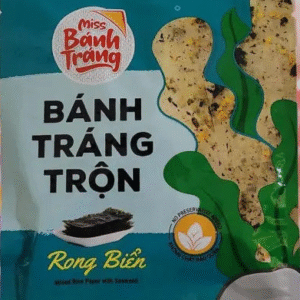 Miss
Bánh
Tráng
BÁNH
TRÁNG
TRỘN
Rong Biển
Mixed Rice Paper with Seaweed